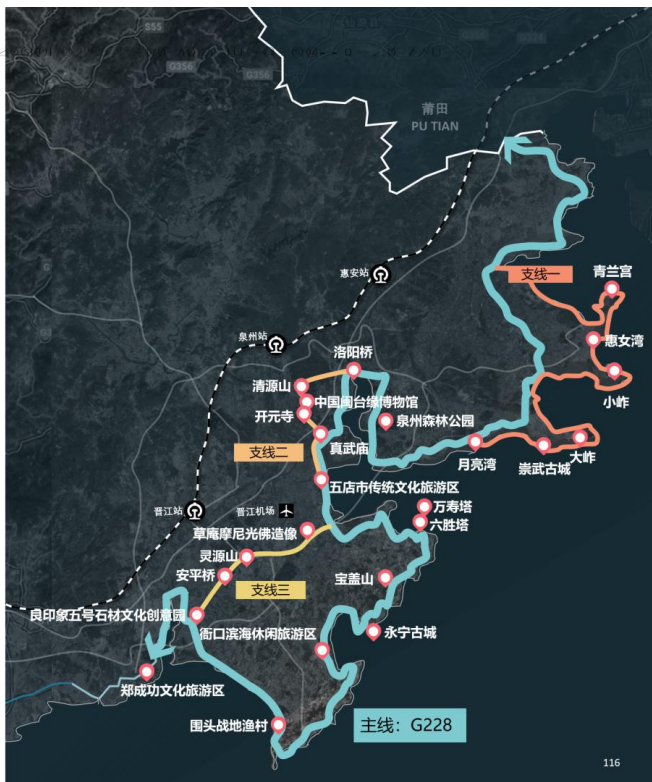 S55
G356
G356
莆田
PU TIAN
惠安站
支线一
青兰宫
惠女湾
泉州站
洛阳桥
小岞
清源山
中国闽台缘博物馆
开元寺
泉州森林公园
真武庙
大岞
支线二
月亮湾
崇武古城
五店市传统文化旅游区
万寿塔
晋江站
晋江机场
六胜塔
草庵摩尼光佛造像
灵源山
安平桥
宝盖山
支线三
良印象五号石材文化创意园
衙口滨海休闲旅游区
永宁古城
郑成功文化旅游区
围头战地渔村
主线：G228
116